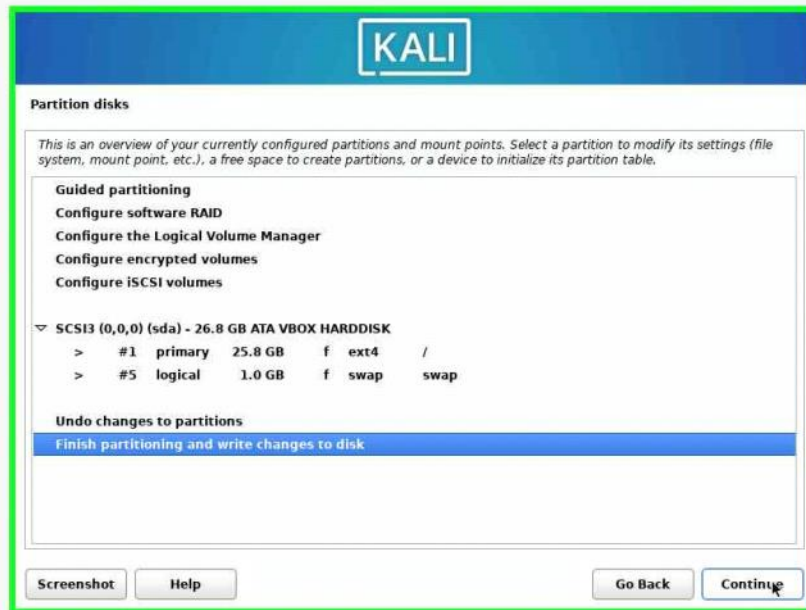 KALI
Partition disks
This is an overview of your currently configured partitions and mount points. Select a partition to modify its settings (file
system, mount point, etc.), a free space to create partitions, or a device to initialize its partition table.
Guided partitioning
Configure software RAID
Configure the Logical Volume Manager
Configure encrypted volumes
Configure iSCSI volumes
SCSI3 (0,0,0) (sda) - 26.8 GB ATA VBOX HARDDISK
> #1 primary 25.8 GB f ext4 /
> #5 logical 1.0 GB f swap swap
Undo changes to partitions
Finish partitioning and write changes to disk
Screenshot Help Go Back Continue